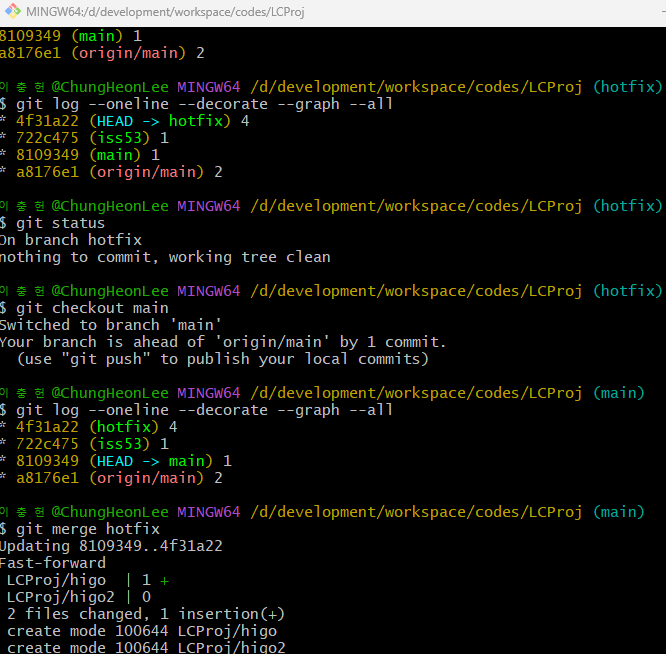 MINGW64:/d/development/workspace/codes/LCProj
8109349 (main) 1
a8176e1 (origin/main) 2
이 충 헌@ChungHeonLee MINGW64 /d/development/workspace/codes/LCProj (hotfix)
$ git log --oneline --decorate --graph --all
* 4f31a22 (HEAD -> hotfix) 4
* 722c475 (iss53) 1
* 8109349 (main) 1
* a8176e1 (origin/main) 2
이 충 헌@ChungHeonLee MINGW64 /d/development/workspace/codes/LCProj (hotfix)
$ git status
On branch hotfix
nothing to commit, working tree clean
이 충 헌@ChungHeonLee MINGW64 /d/development/workspace/codes/LCProj (hotfix)
$ git checkout main
Switched to branch 'main'
Your branch is ahead of 'origin/main' by 1 commit.
(use "git push" to publish your local commits)
이 충 헌@ChungHeonLee MINGW64 /d/development/workspace/codes/LCProj (main)
$ git log --oneline --decorate --graph --all
* 4f31a22 (hotfix) 4
* 722c475 (iss53) 1
* 8109349 (HEAD -> main) 1
* a8176e1 (origin/main) 2
이 충 헌@ChungHeonLee MINGW64 /d/development/workspace/codes/LCProj (main)
$ git merge hotfix
Updating 8109349..4f31a22
Fast-forward
LCProj/higo | 1 +
LCProj/higo2 | 0
2 files changed, 1 insertion(+)
create mode 100644 LCProj/higo
create mode 100644 LCProj/higo2